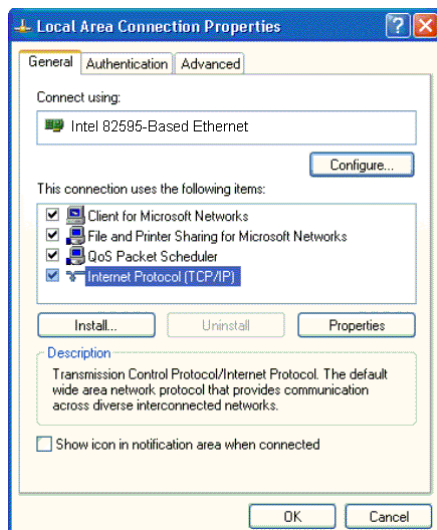 Local Area Connection Properties
General Authentication Advanced
Connect using:
Intel 82595-Based Ethernet
Configure...
This connection uses the following items:
Client for Microsoft Networks
File and Printer Sharing for Microsoft Networks
QoS Packet Scheduler
Internet Protocol (TCP/IP)
Install... Uninstall Properties
Description
Transmission Control Protocol/Internet Protocol. The default
wide area network protocol that provides communication
across diverse interconnected networks.
Show icon in notification area when connected
OK Cancel